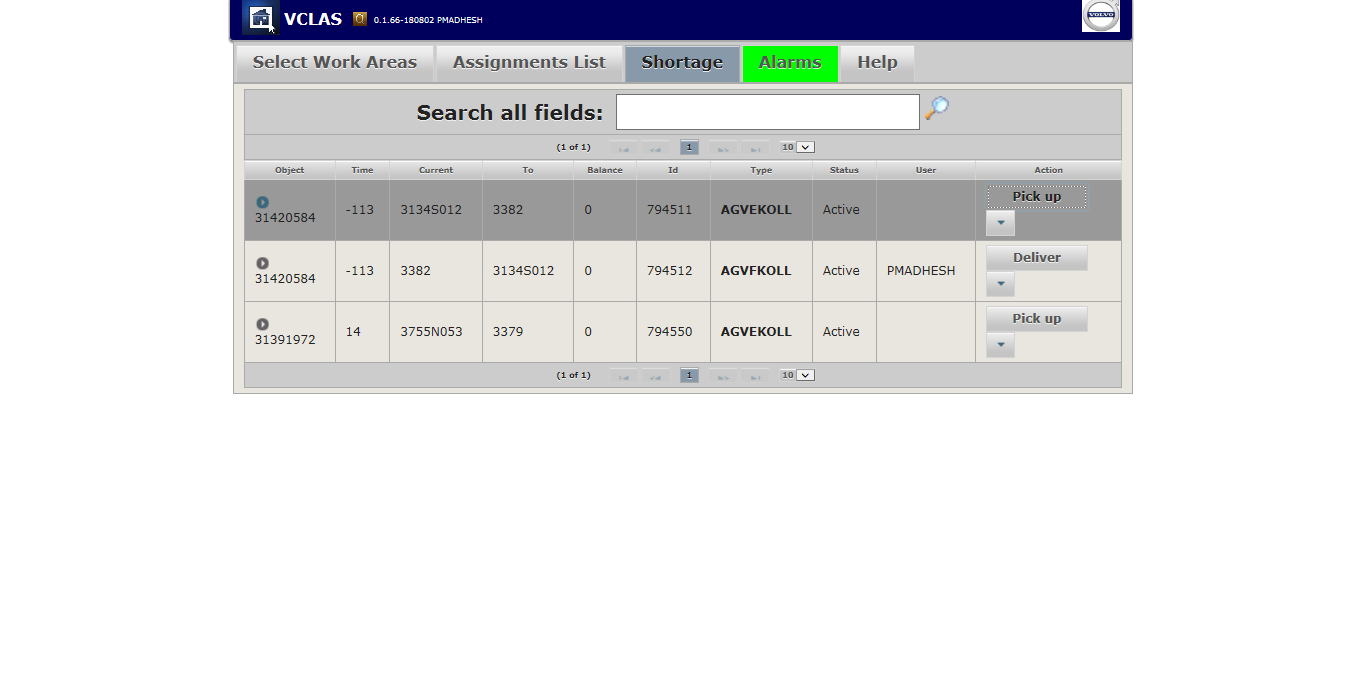 VCLAS 0.1.66-180802 PMADHESH
VOLVO
Select Work Areas Assignments List Shortage Alarms Help
Search all fields:
(1 of 1) 1 10
Object Time Current To Balance Id Type Status User Action
31420584 -113 3134S012 3382 0 794511 AGVEKOLL Active Pick up
31420584 -113 3382 3134S012 0 794512 AGVFKOLL Active PMADHESH Deliver
31391972 14 3755N053 3379 0 794550 AGVEKOLL Active Pick up
(1 of 1) 1 10